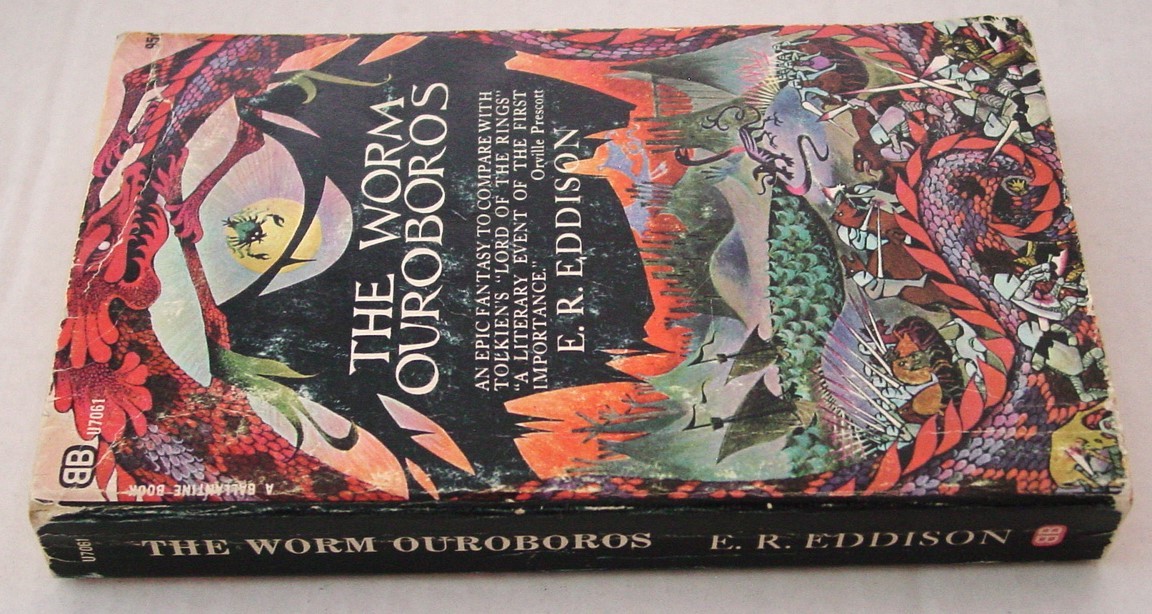 95¢
BB
U7061
A BALLANTINE BOOK
THE WORM
OUROBOROS
AN EPIC FANTASY TO COMPARE WITH
TOLKIEN'S "LORD OF THE RINGS"
"A LITERARY EVENT OF THE FIRST
IMPORTANCE."
Orville Prescott
E. R. EDDISON
U7061
THE WORM OUROBOROS
E. R. EDDISON
BB